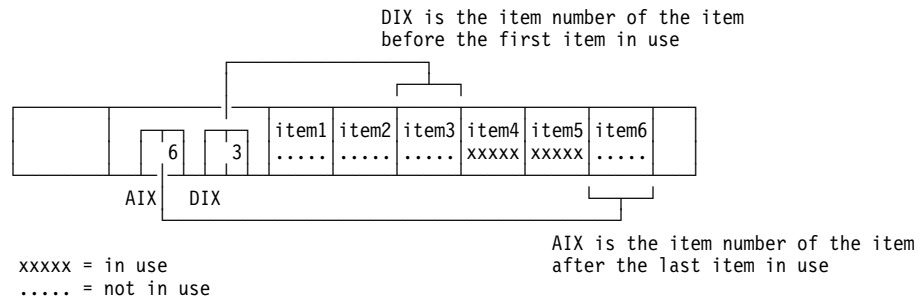 DIX is the item number of the item
before the first item in use
item1 item2 item3 item4 item5 item6
6 3 ..... ..... ..... xxxxx xxxxx .....
AIX DIX
AIX is the item number of the item
after the last item in use
xxxxx = in use
..... = not in use